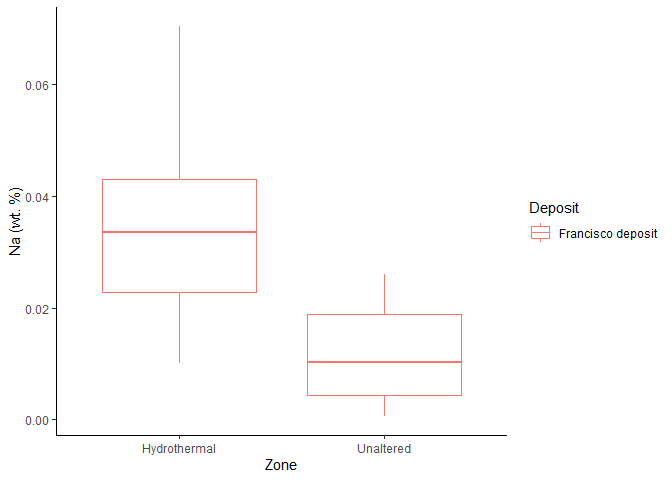 Na (wt. %)
0.06
0.04
0.02
0.00
Hydrothermal
Unaltered
Zone
Deposit
Francisco deposit